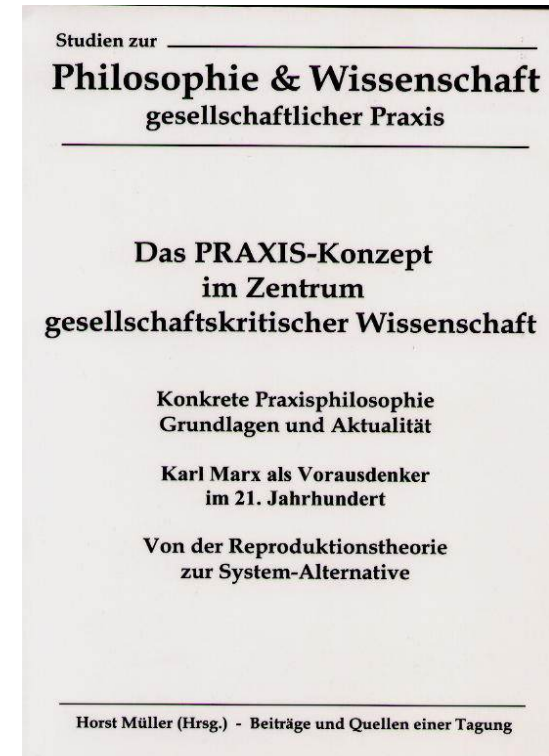 Studien zur
Philosophie & Wissenschaft
gesellschaftlicher Praxis
Das PRAXIS-Konzept
im Zentrum
gesellschaftskritischer Wissenschaft
Konkrete Praxisphilosophie
Grundlagen und Aktualität
Karl Marx als Vorausdenker
im 21. Jahrhundert
Von der Reproduktionstheorie
zur System-Alternative
Horst Müller (Hrsg.) - Beiträge und Quellen einer Tagung